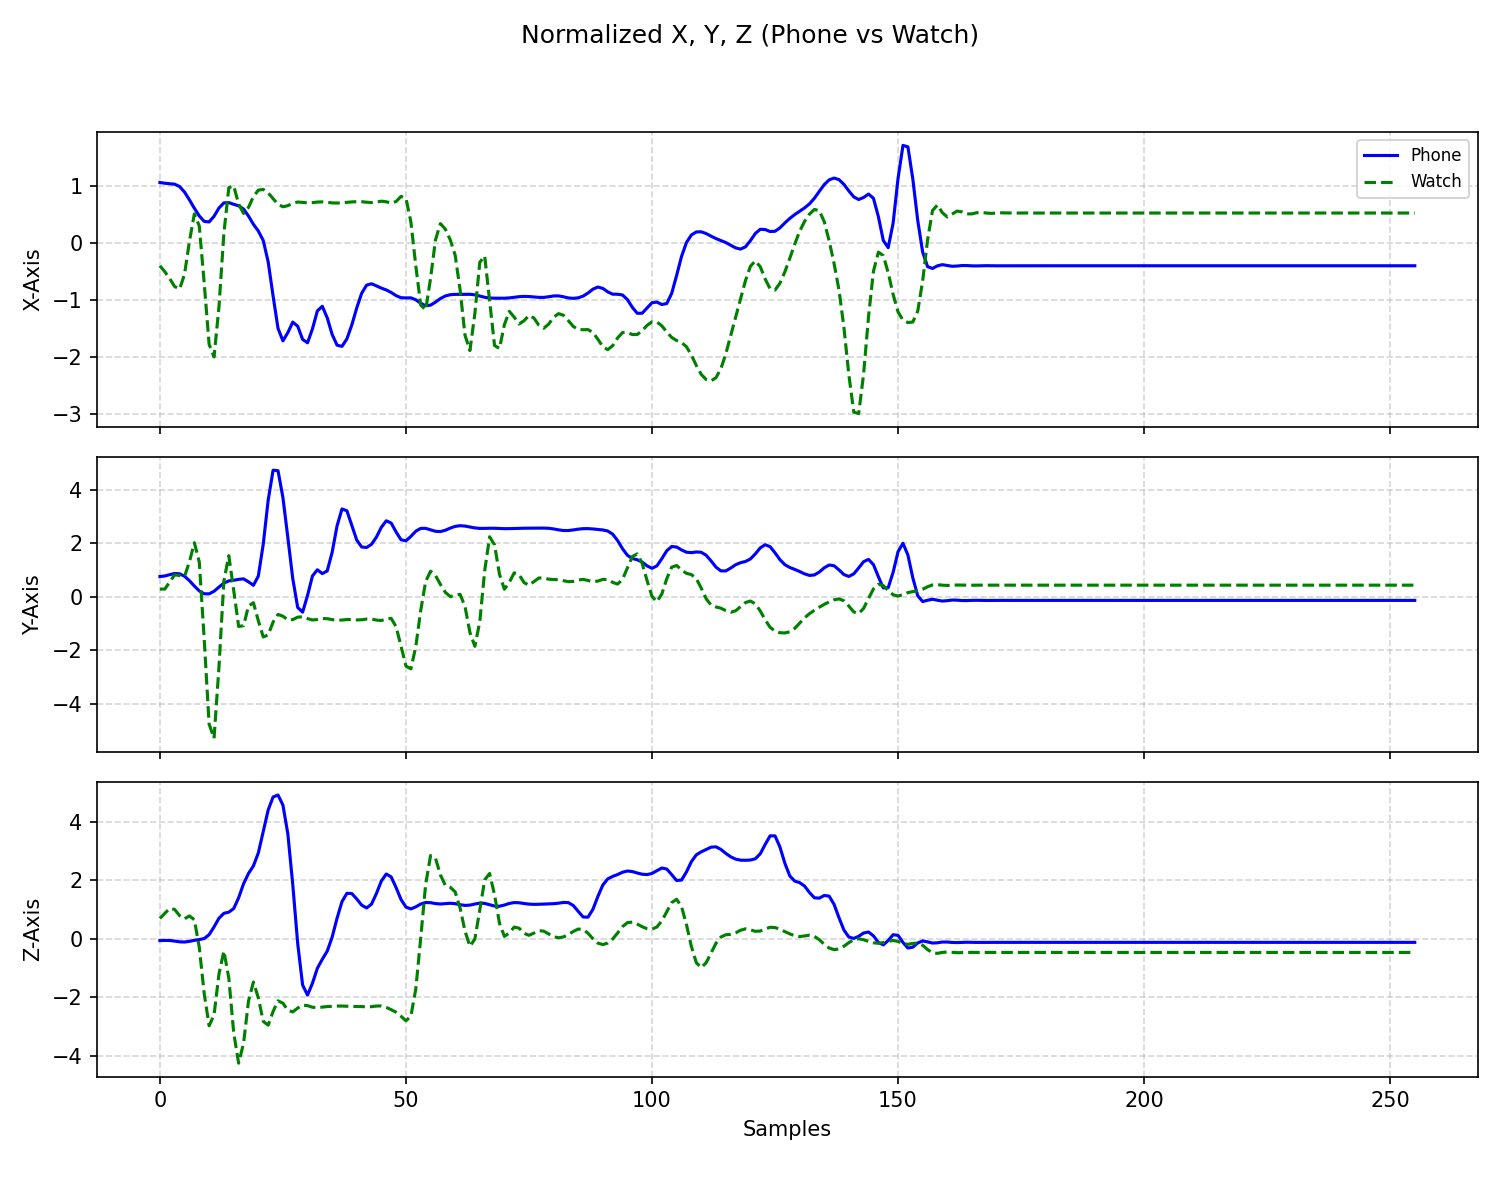 Normalized X, Y, Z (Phone vs Watch)
Phone
Watch
X-Axis
1
0
−1
−2
−3
Y-Axis
4
2
0
−2
−4
Z-Axis
4
2
0
−2
−4
0 50 100 150 200 250
Samples